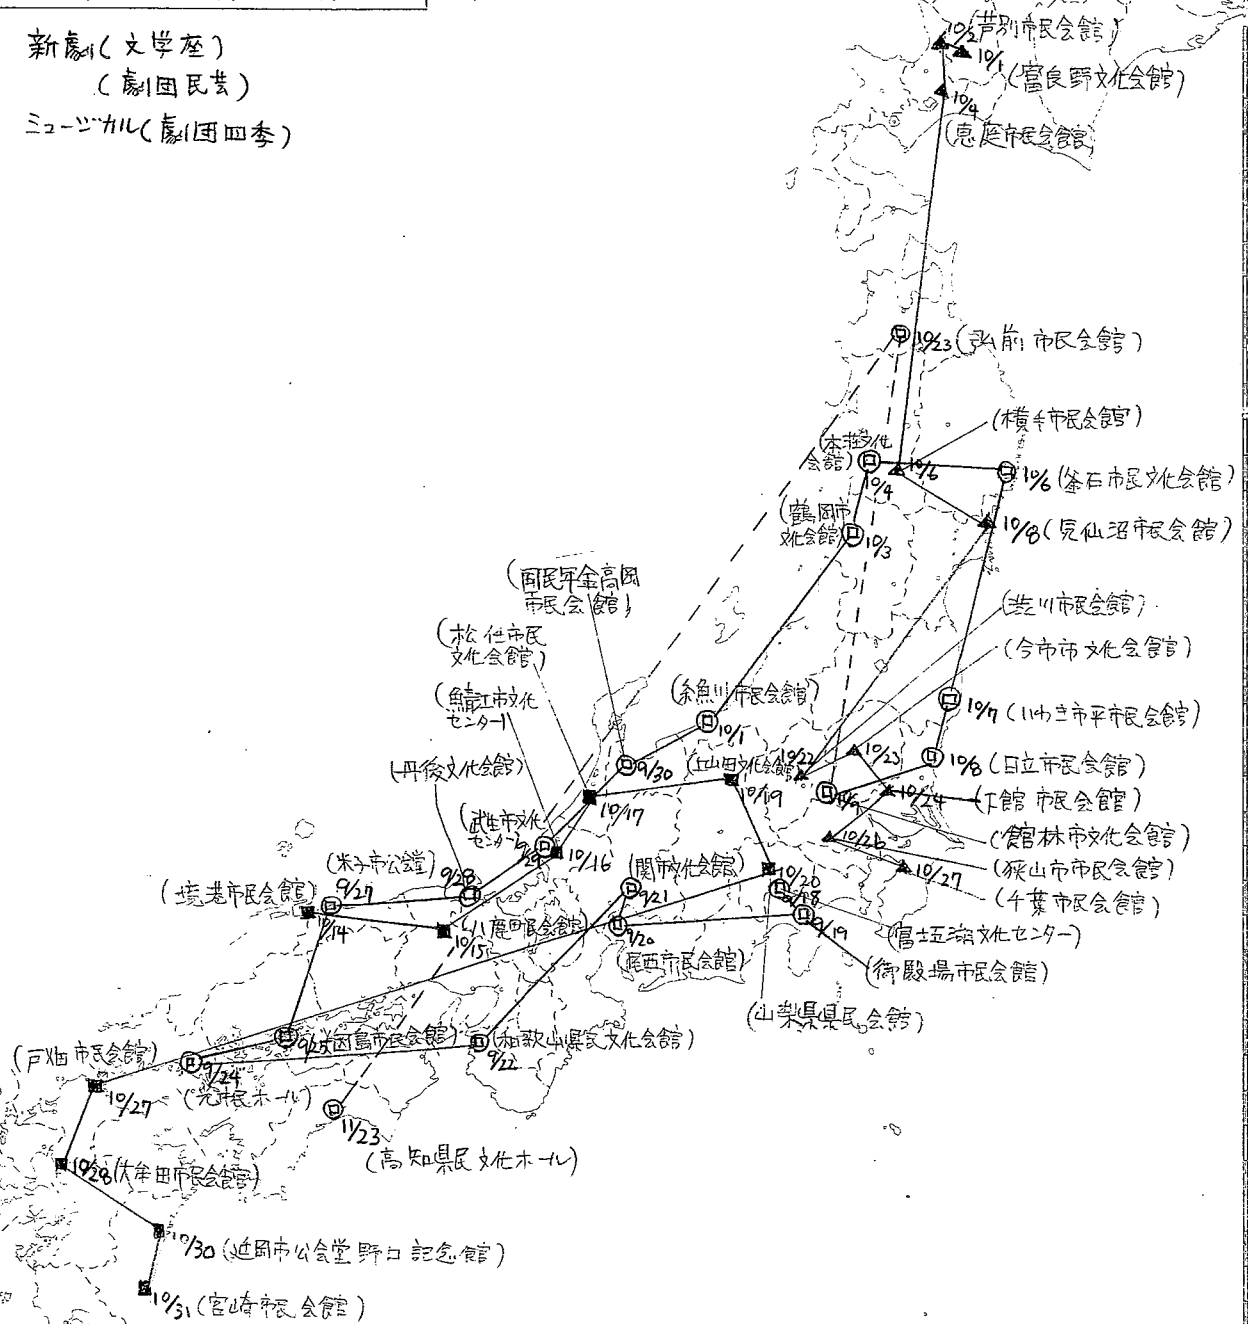 新劇(文学座)
(劇団民芸)
ミュージカル(劇団四季)
10/2(芦別市民会館)
10/1
(富良野文化会館)
10/4
(恵庭市民会館)
10/23(弘前市民会館)
(横手市民会館)
(本荘文化
会館)
10/4
10/6
10/6(釜石市民文化会館)
(鶴岡市
文化会館)
10/3
10/8(気仙沼市民会館)
(国民年金高岡
市民会館)
(渋川市民会館)
(松任市民
文化会館)
(今市市文化会館)
(鯖江市文化
センター)
(糸魚川市民会館)
10/1
10/7(いわき市平市民会館)
(丹後文化会館)
9/30
(上山田文化会館)
10/22
10/23
10/8(日立市民会館)
10/17
10/19
10/9
10/24
(下館市民会館)
(武生市文化
センター)
9/29
10/16
10/26
(館林市文化会館)
(米子市公会堂)
9/28
(関市文化会館)
10/20
10/27
(狭山市市民会館)
(境港市民会館)
9/27
9/21
9/18
(千葉市民会館)
10/14
10/15
(八鹿町民会館)
9/20
9/19
(富士五湖文化センター)
(尾西市民会館)
(御殿場市民会館)
(山梨県県民会館)
(戸畑市民会館)
9/25(因島市民会館)
(和歌山県民文化会館)
9/22
9/24
10/27
(光市民ホール)
11/23
(高知県民文化ホール)
10/28(大牟田市民会館)
10/30(延岡市公会堂野口記念館)
10/31(宮崎市民会館)